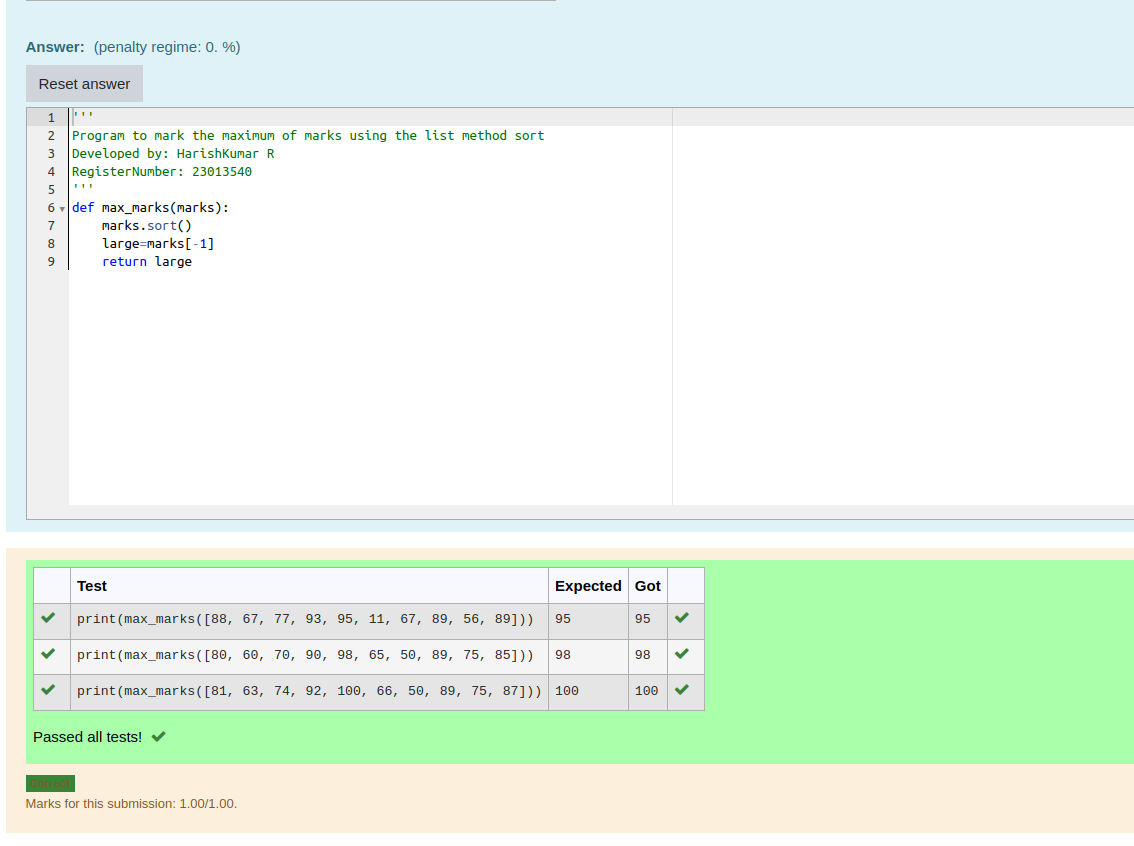 Answer: (penalty regime: 0. %)
Reset answer
1 '''
2 Program to mark the maximum of marks using the list method sort
3 Developed by: HarishKumar R
4 RegisterNumber: 23013540
5 '''
6 def max_marks(marks):
7     marks.sort()
8     large=marks[-1]
9     return large
Test Expected Got
print(max_marks([88, 67, 77, 93, 95, 11, 67, 89, 56, 89])) 95 95
print(max_marks([80, 60, 70, 90, 98, 65, 50, 89, 75, 85])) 98 98
print(max_marks([81, 63, 74, 92, 100, 66, 50, 89, 75, 87])) 100 100
Passed all tests!
Correct
Marks for this submission: 1.00/1.00.